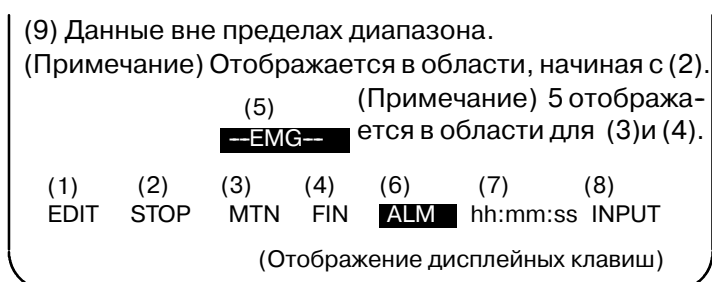 (9) Данные вне пределах диапазона.
(Примечание) Отображается в области, начиная с (2).
(5) (Примечание) 5 отобража-
--EMG-- ется в области для (3)и (4).
(1) (2) (3) (4) (6) (7) (8)
EDIT STOP MTN FIN ALM hh:mm:ss INPUT
(Отображение дисплейных клавиш)